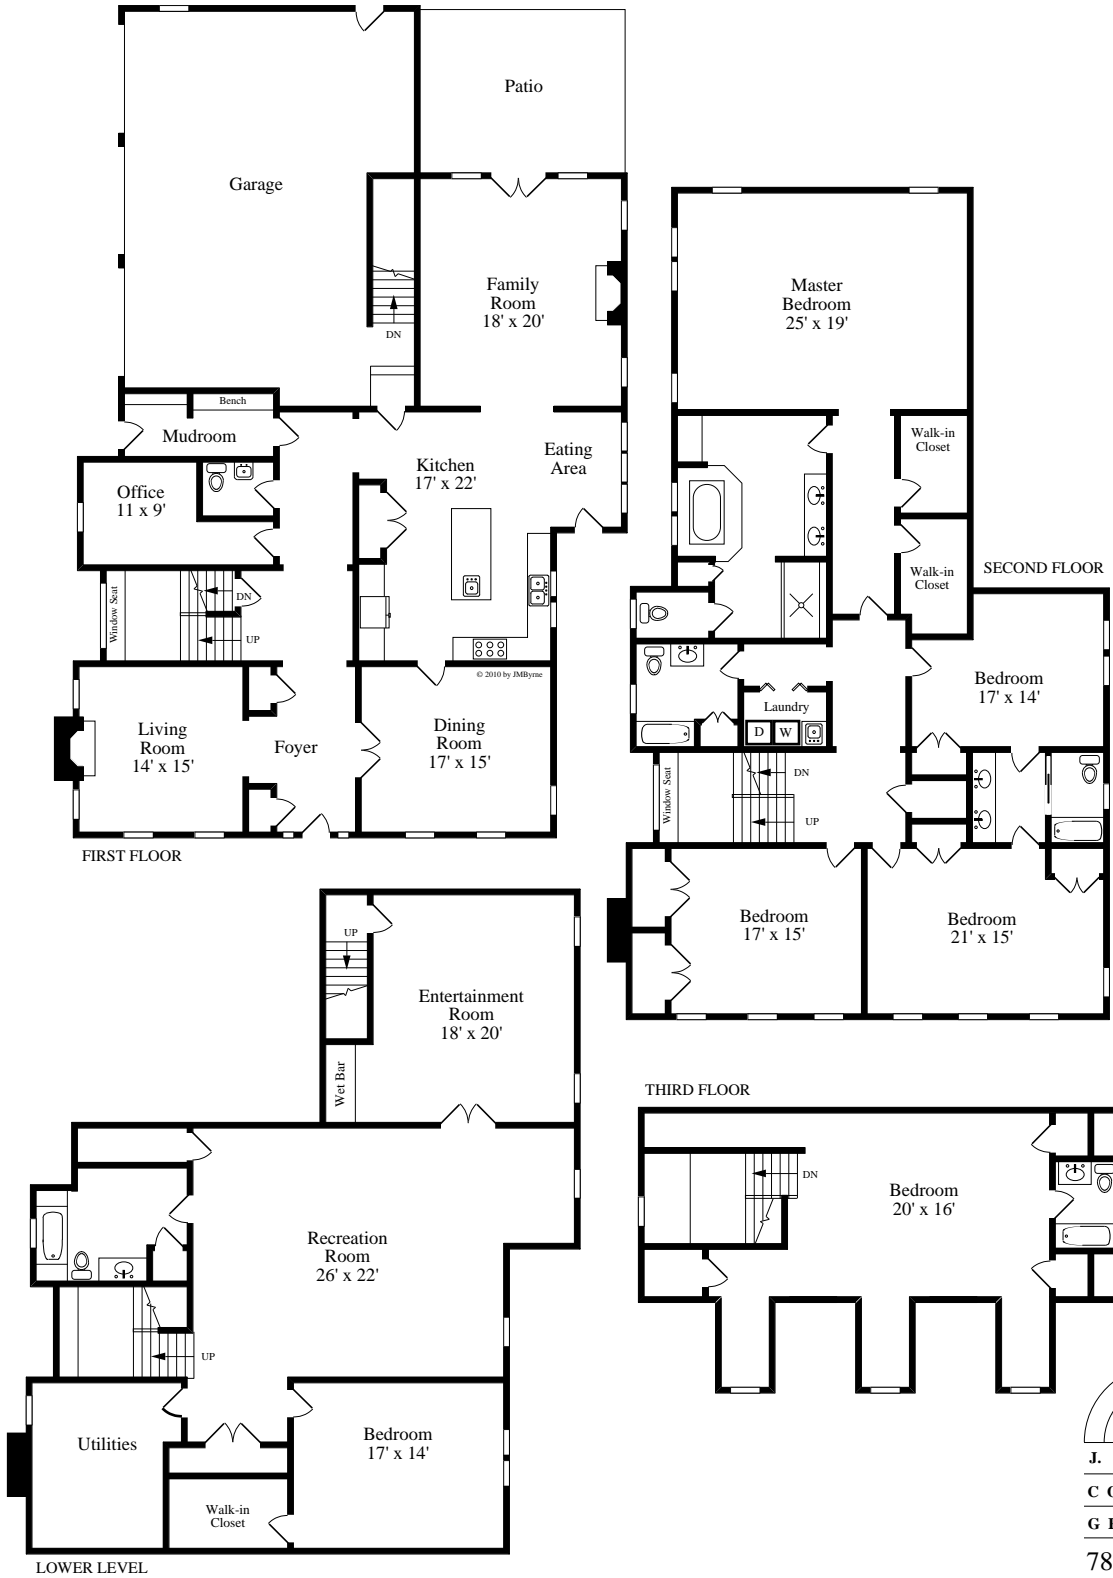 Patio
Garage
Family
Room
18' x 20'
DN
Bench
Mudroom
Office
11 x 9'
Kitchen
17' x 22'
Eating
Area
Window Seat
DN
UP
© 2010 by JMByrne
Living
Room
14' x 15'
Foyer
Dining
Room
17' x 15'
FIRST FLOOR
Master
Bedroom
25' x 19'
Walk-in
Closet
Walk-in
Closet
SECOND FLOOR
Bedroom
17' x 14'
Laundry
D
W
Window Seat
DN
UP
Bedroom
17' x 15'
Bedroom
21' x 15'
UP
Entertainment
Room
18' x 20'
Wet Bar
Recreation
Room
26' x 22'
UP
Utilities
Bedroom
17' x 14'
Walk-in
Closet
LOWER LEVEL
THIRD FLOOR
DN
Bedroom
20' x 16'
J.
C
G
78